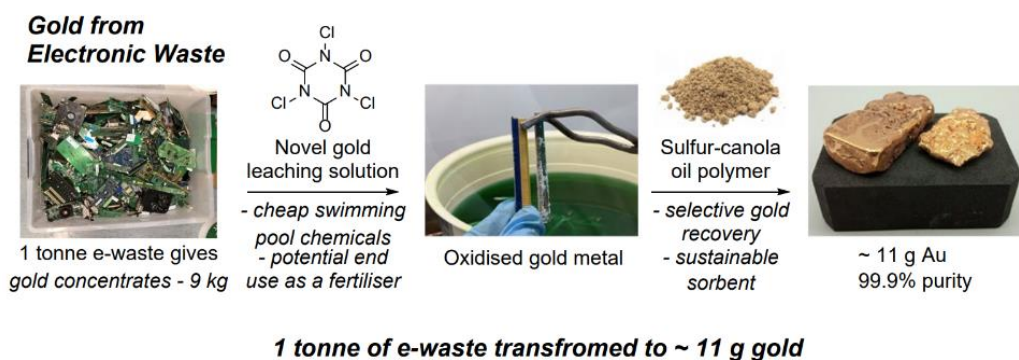 Gold from
Electronic Waste
1 tonne e-waste gives
gold concentrates - 9 kg
Cl
O
N
O
N
N
Cl
Cl
O
Novel gold
leaching solution
- cheap swimming
pool chemicals
- potential end
use as a fertiliser
Oxidised gold metal
Sulfur-canola
oil polymer
- selective gold
recovery
- sustainable
sorbent
~ 11 g Au
99.9% purity
1 tonne of e-waste transfromed to ~ 11 g gold